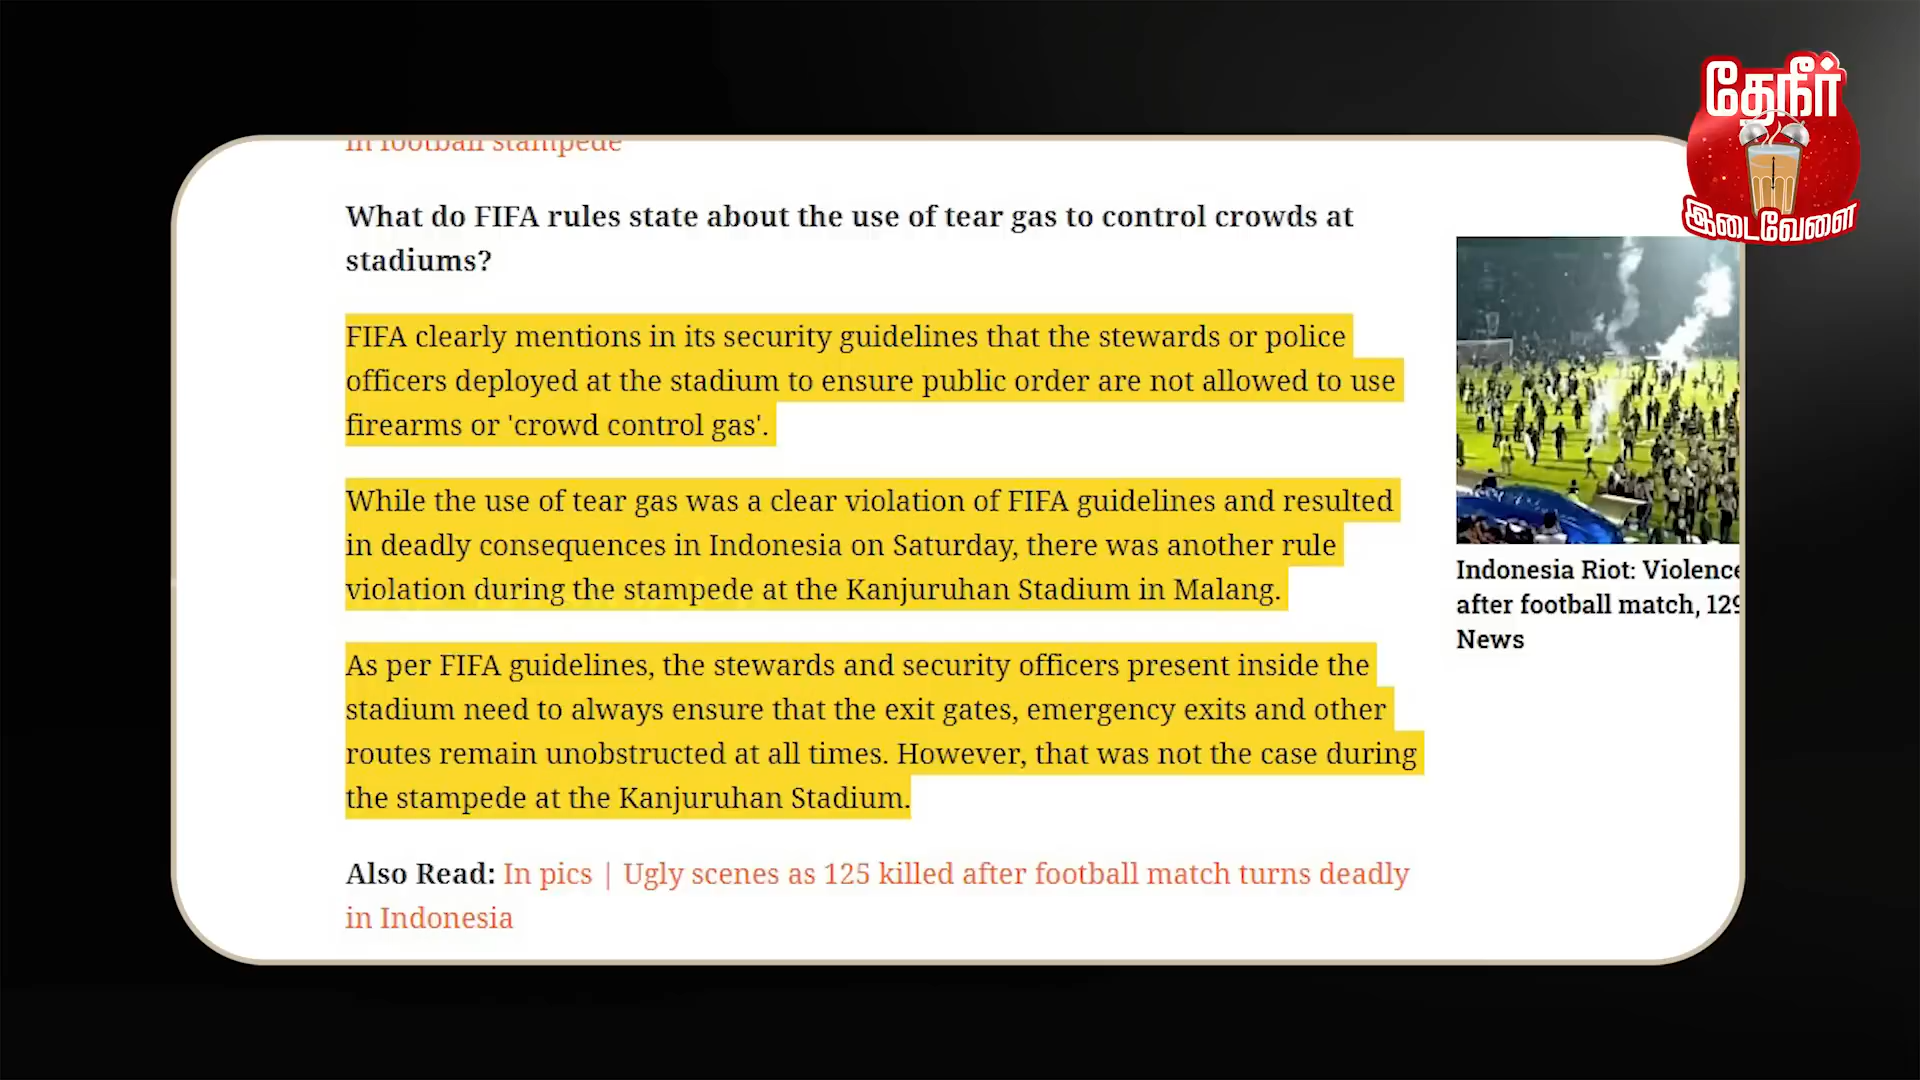 in football stampede
What do FIFA rules state about the use of tear gas to control crowds at
stadiums?
FIFA clearly mentions in its security guidelines that the stewards or police
officers deployed at the stadium to ensure public order are not allowed to use
firearms or 'crowd control gas'.
While the use of tear gas was a clear violation of FIFA guidelines and resulted
in deadly consequences in Indonesia on Saturday, there was another rule
violation during the stampede at the Kanjuruhan Stadium in Malang.
As per FIFA guidelines, the stewards and security officers present inside the
stadium need to always ensure that the exit gates, emergency exits and other
routes remain unobstructed at all times. However, that was not the case during
the stampede at the Kanjuruhan Stadium.
Also Read: In pics | Ugly scenes as 125 killed after football match turns deadly
in Indonesia
Indonesia Riot: Violence
after football match, 129
News
தேநீர்
இடைவேளை